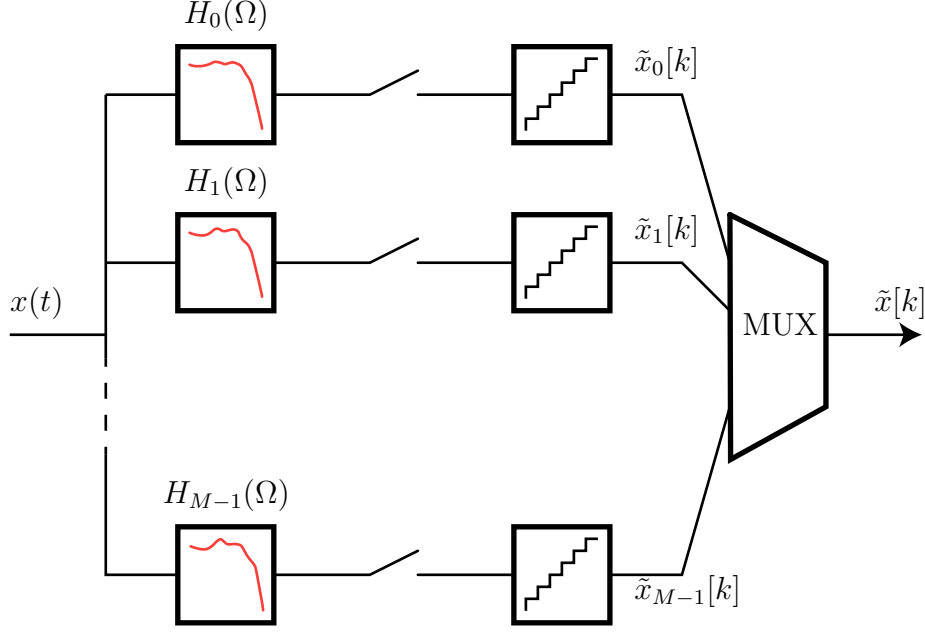 H₀(Ω)
x̃₀[k]
H₁(Ω)
x̃₁[k]
x(t)
MUX
x̃[k]
H_{M−1}(Ω)
x̃_{M−1}[k]